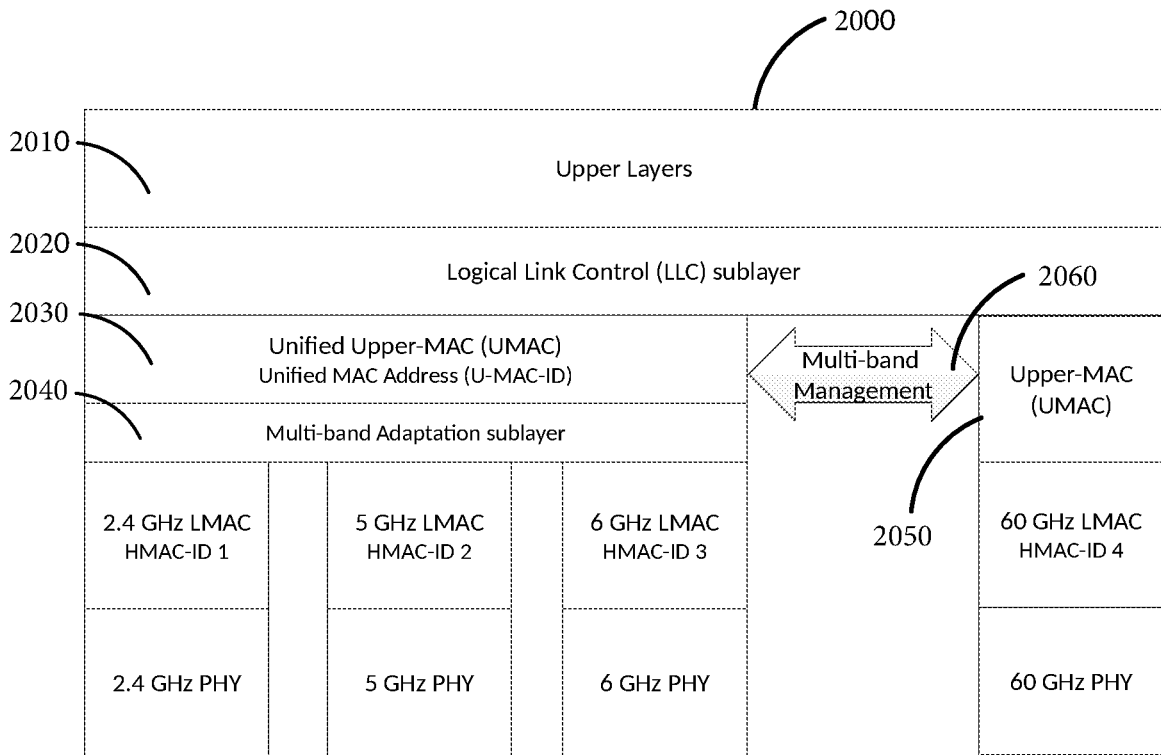 2000
2010
Upper Layers
2020
Logical Link Control (LLC) sublayer
2060
2030
Unified Upper-MAC (UMAC)
Unified MAC Address (U-MAC-ID)
Multi-band
Management
Upper-MAC
(UMAC)
2040
Multi-band Adaptation sublayer
2.4 GHz LMAC
HMAC-ID 1
5 GHz LMAC
HMAC-ID 2
6 GHz LMAC
HMAC-ID 3
2050
60 GHz LMAC
HMAC-ID 4
2.4 GHz PHY
5 GHz PHY
6 GHz PHY
60 GHz PHY